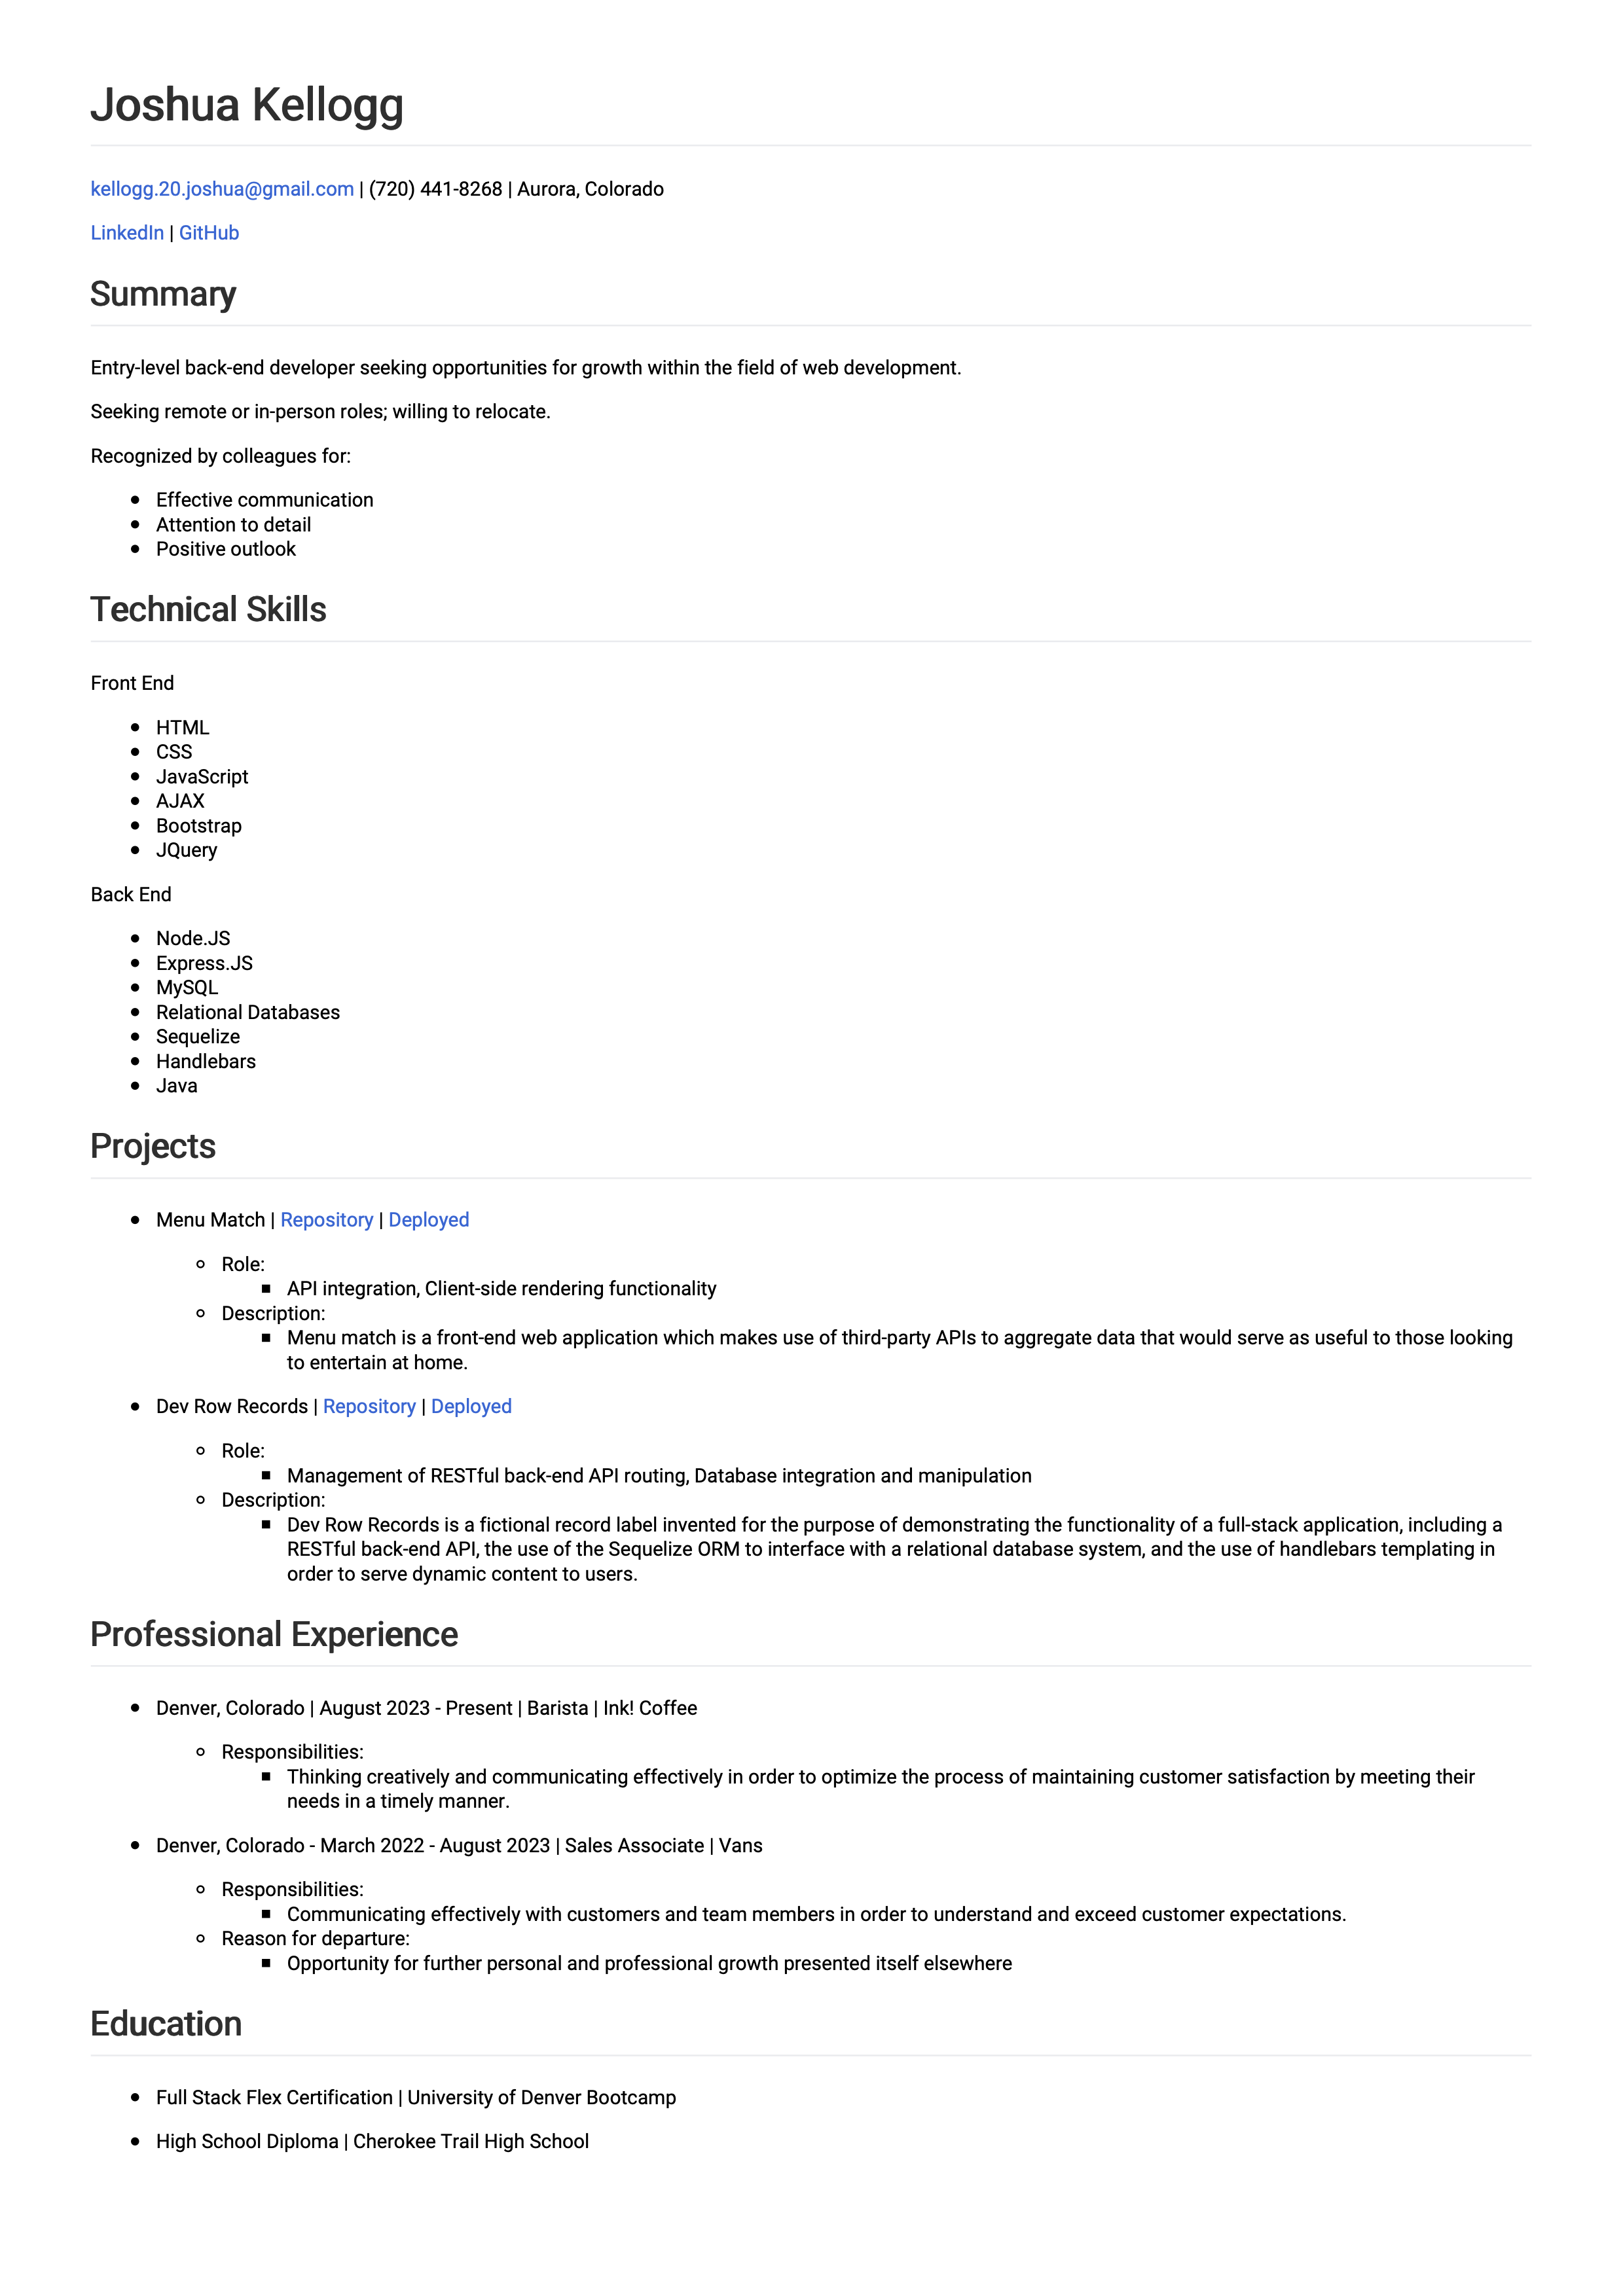 Joshua Kellogg
kellogg.20.joshua@gmail.com | (720) 441-8268 | Aurora, Colorado
LinkedIn | GitHub
Summary
Entry-level back-end developer seeking opportunities for growth within the field of web development.
Seeking remote or in-person roles; willing to relocate.
Recognized by colleagues for:
Effective communication
Attention to detail
Positive outlook
Technical Skills
Front End
HTML
CSS
JavaScript
AJAX
Bootstrap
JQuery
Back End
Node.JS
Express.JS
MySQL
Relational Databases
Sequelize
Handlebars
Java
Projects
Menu Match | Repository | Deployed
Role:
API integration, Client-side rendering functionality
Description:
Menu match is a front-end web application which makes use of third-party APIs to aggregate data that would serve as useful to those looking
to entertain at home.
Dev Row Records | Repository | Deployed
Role:
Management of RESTful back-end API routing, Database integration and manipulation
Description:
Dev Row Records is a fictional record label invented for the purpose of demonstrating the functionality of a full-stack application, including a
RESTful back-end API, the use of the Sequelize ORM to interface with a relational database system, and the use of handlebars templating in
order to serve dynamic content to users.
Professional Experience
Denver, Colorado | August 2023 - Present | Barista | Ink! Coffee
Responsibilities:
Thinking creatively and communicating effectively in order to optimize the process of maintaining customer satisfaction by meeting their
needs in a timely manner.
Denver, Colorado - March 2022 - August 2023 | Sales Associate | Vans
Responsibilities:
Communicating effectively with customers and team members in order to understand and exceed customer expectations.
Reason for departure:
Opportunity for further personal and professional growth presented itself elsewhere
Education
Full Stack Flex Certification | University of Denver Bootcamp
High School Diploma | Cherokee Trail High School